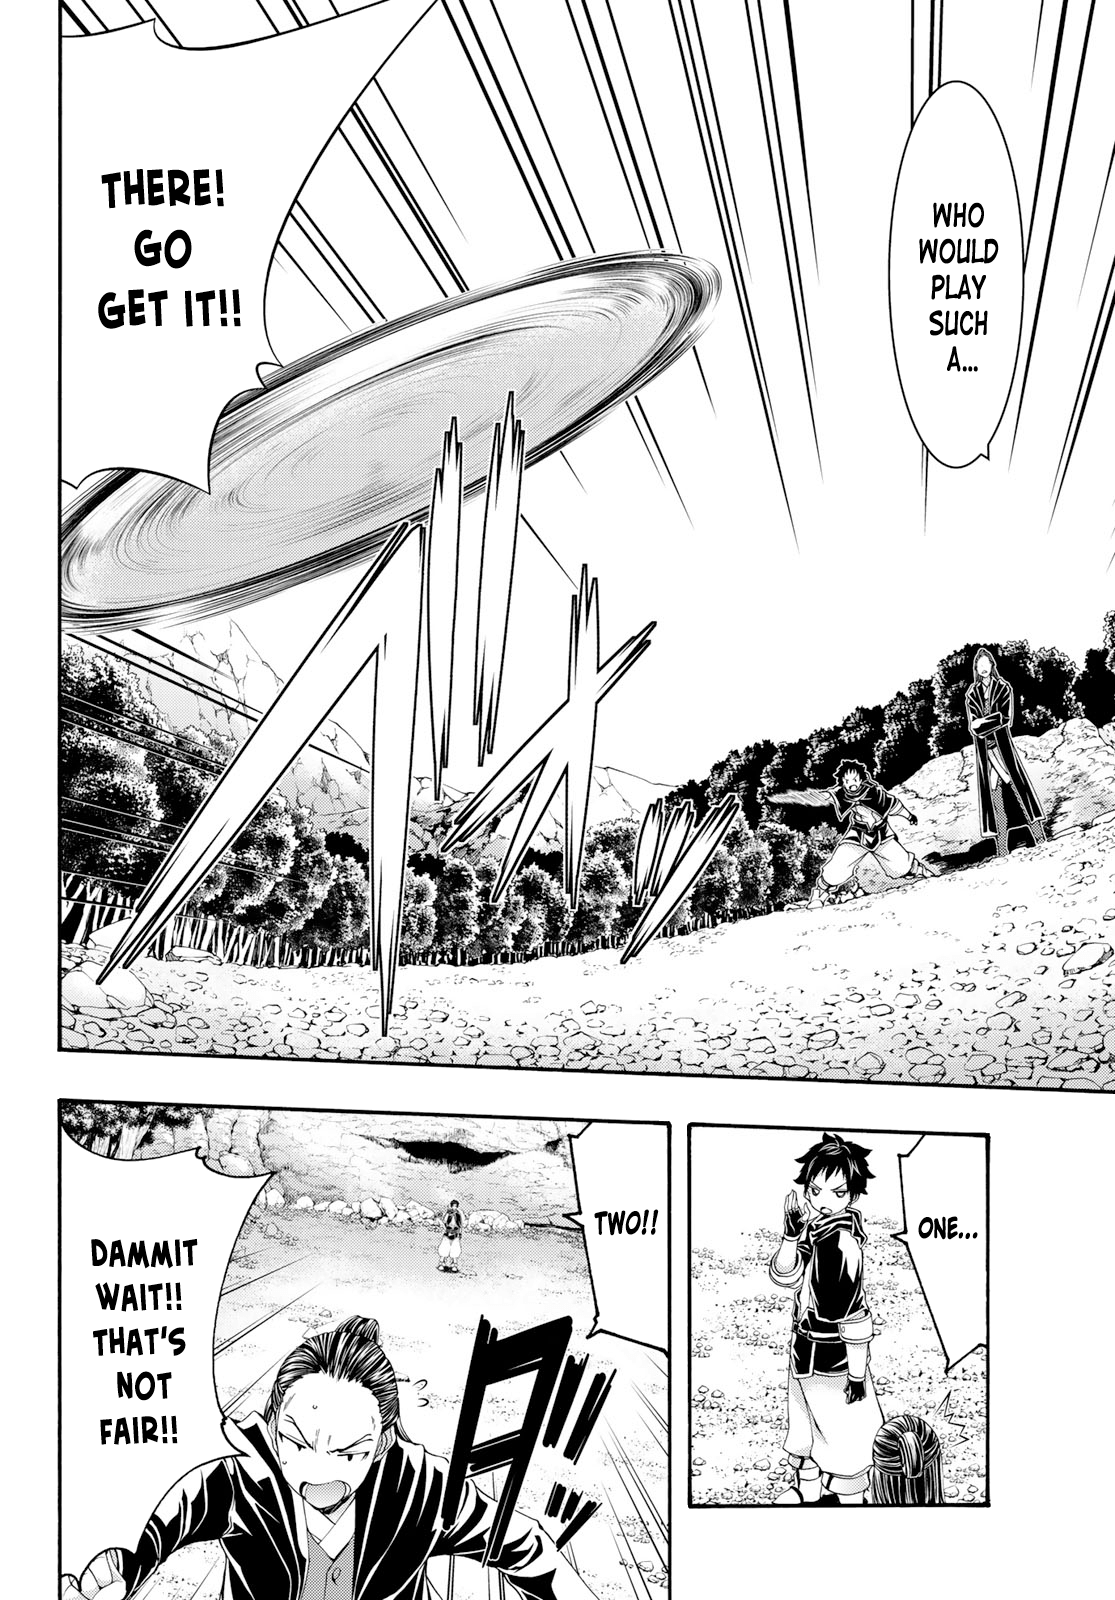 WHO
WOULD
PLAY
SUCH
A...
THERE!
GO
GET IT!!
ONE...
TWO!!
DAMMIT
WAIT!!
THAT'S
NOT
FAIR!!